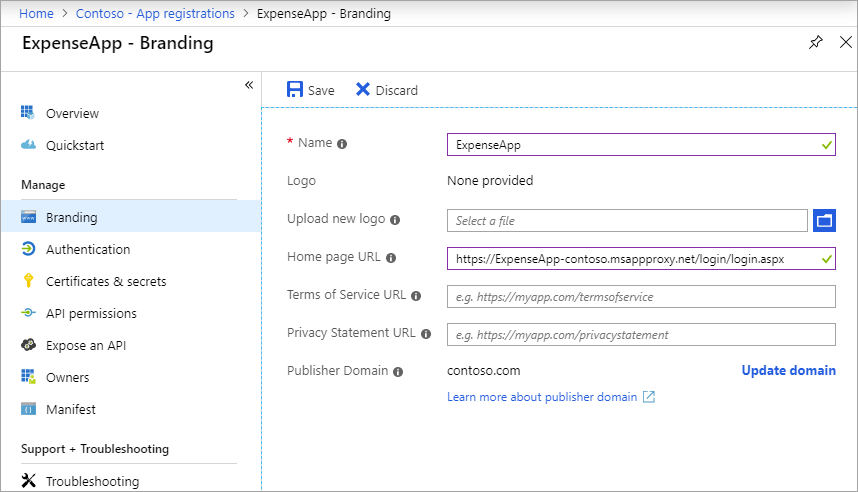 Home > Contoso - App registrations > ExpenseApp - Branding
ExpenseApp - Branding
«
Save Discard
Overview
Quickstart
Manage
Branding
Authentication
Certificates & secrets
API permissions
Expose an API
Owners
Manifest
Support + Troubleshooting
Troubleshooting
* Name ExpenseApp
Logo None provided
Upload new logo Select a file
Home page URL https://ExpenseApp-contoso.msappproxy.net/login/login.aspx
Terms of Service URL e.g. https://myapp.com/termsofservice
Privacy Statement URL e.g. https://myapp.com/privacystatement
Publisher Domain contoso.com Update domain
Learn more about publisher domain